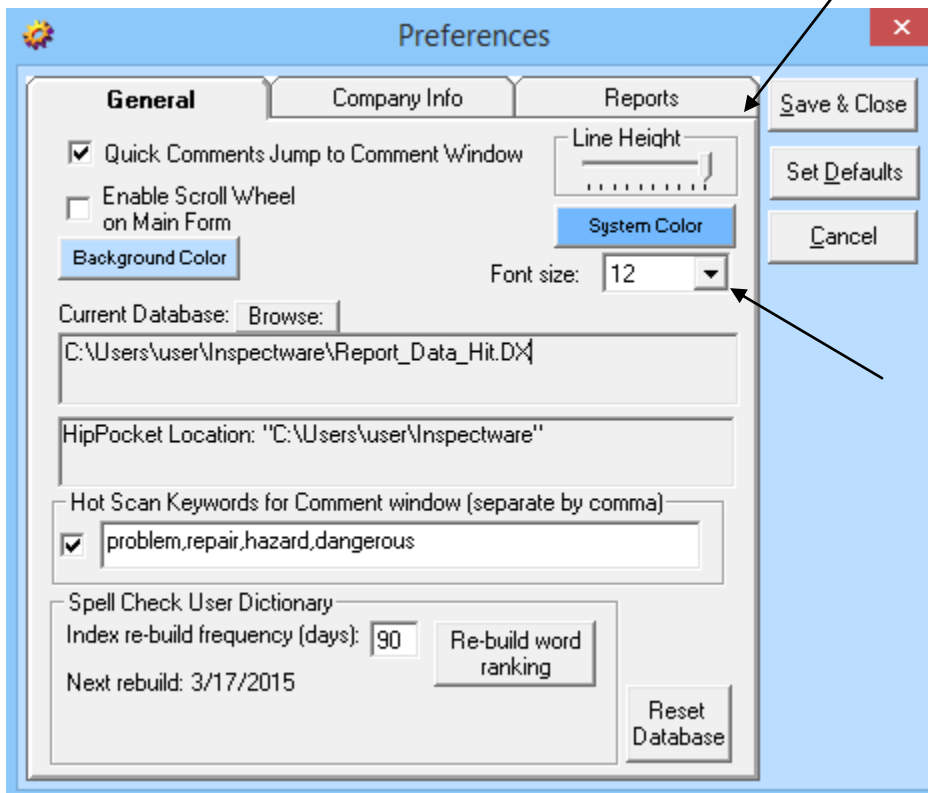 Preferences
General
Company Info
Reports
Save & Close
Quick Comments Jump to Comment Window
Line Height
Set Defaults
Enable Scroll Wheel
on Main Form
System Color
Cancel
Background Color
Font size: 12
Current Database: Browse:
C:\Users\user\Inspectware\Report_Data_Hit.DX
HipPocket Location: "C:\Users\user\Inspectware"
Hot Scan Keywords for Comment window (separate by comma)
problem,repair,hazard,dangerous
Spell Check User Dictionary
Index re-build frequency (days): 90
Re-build word
ranking
Next rebuild: 3/17/2015
Reset
Database